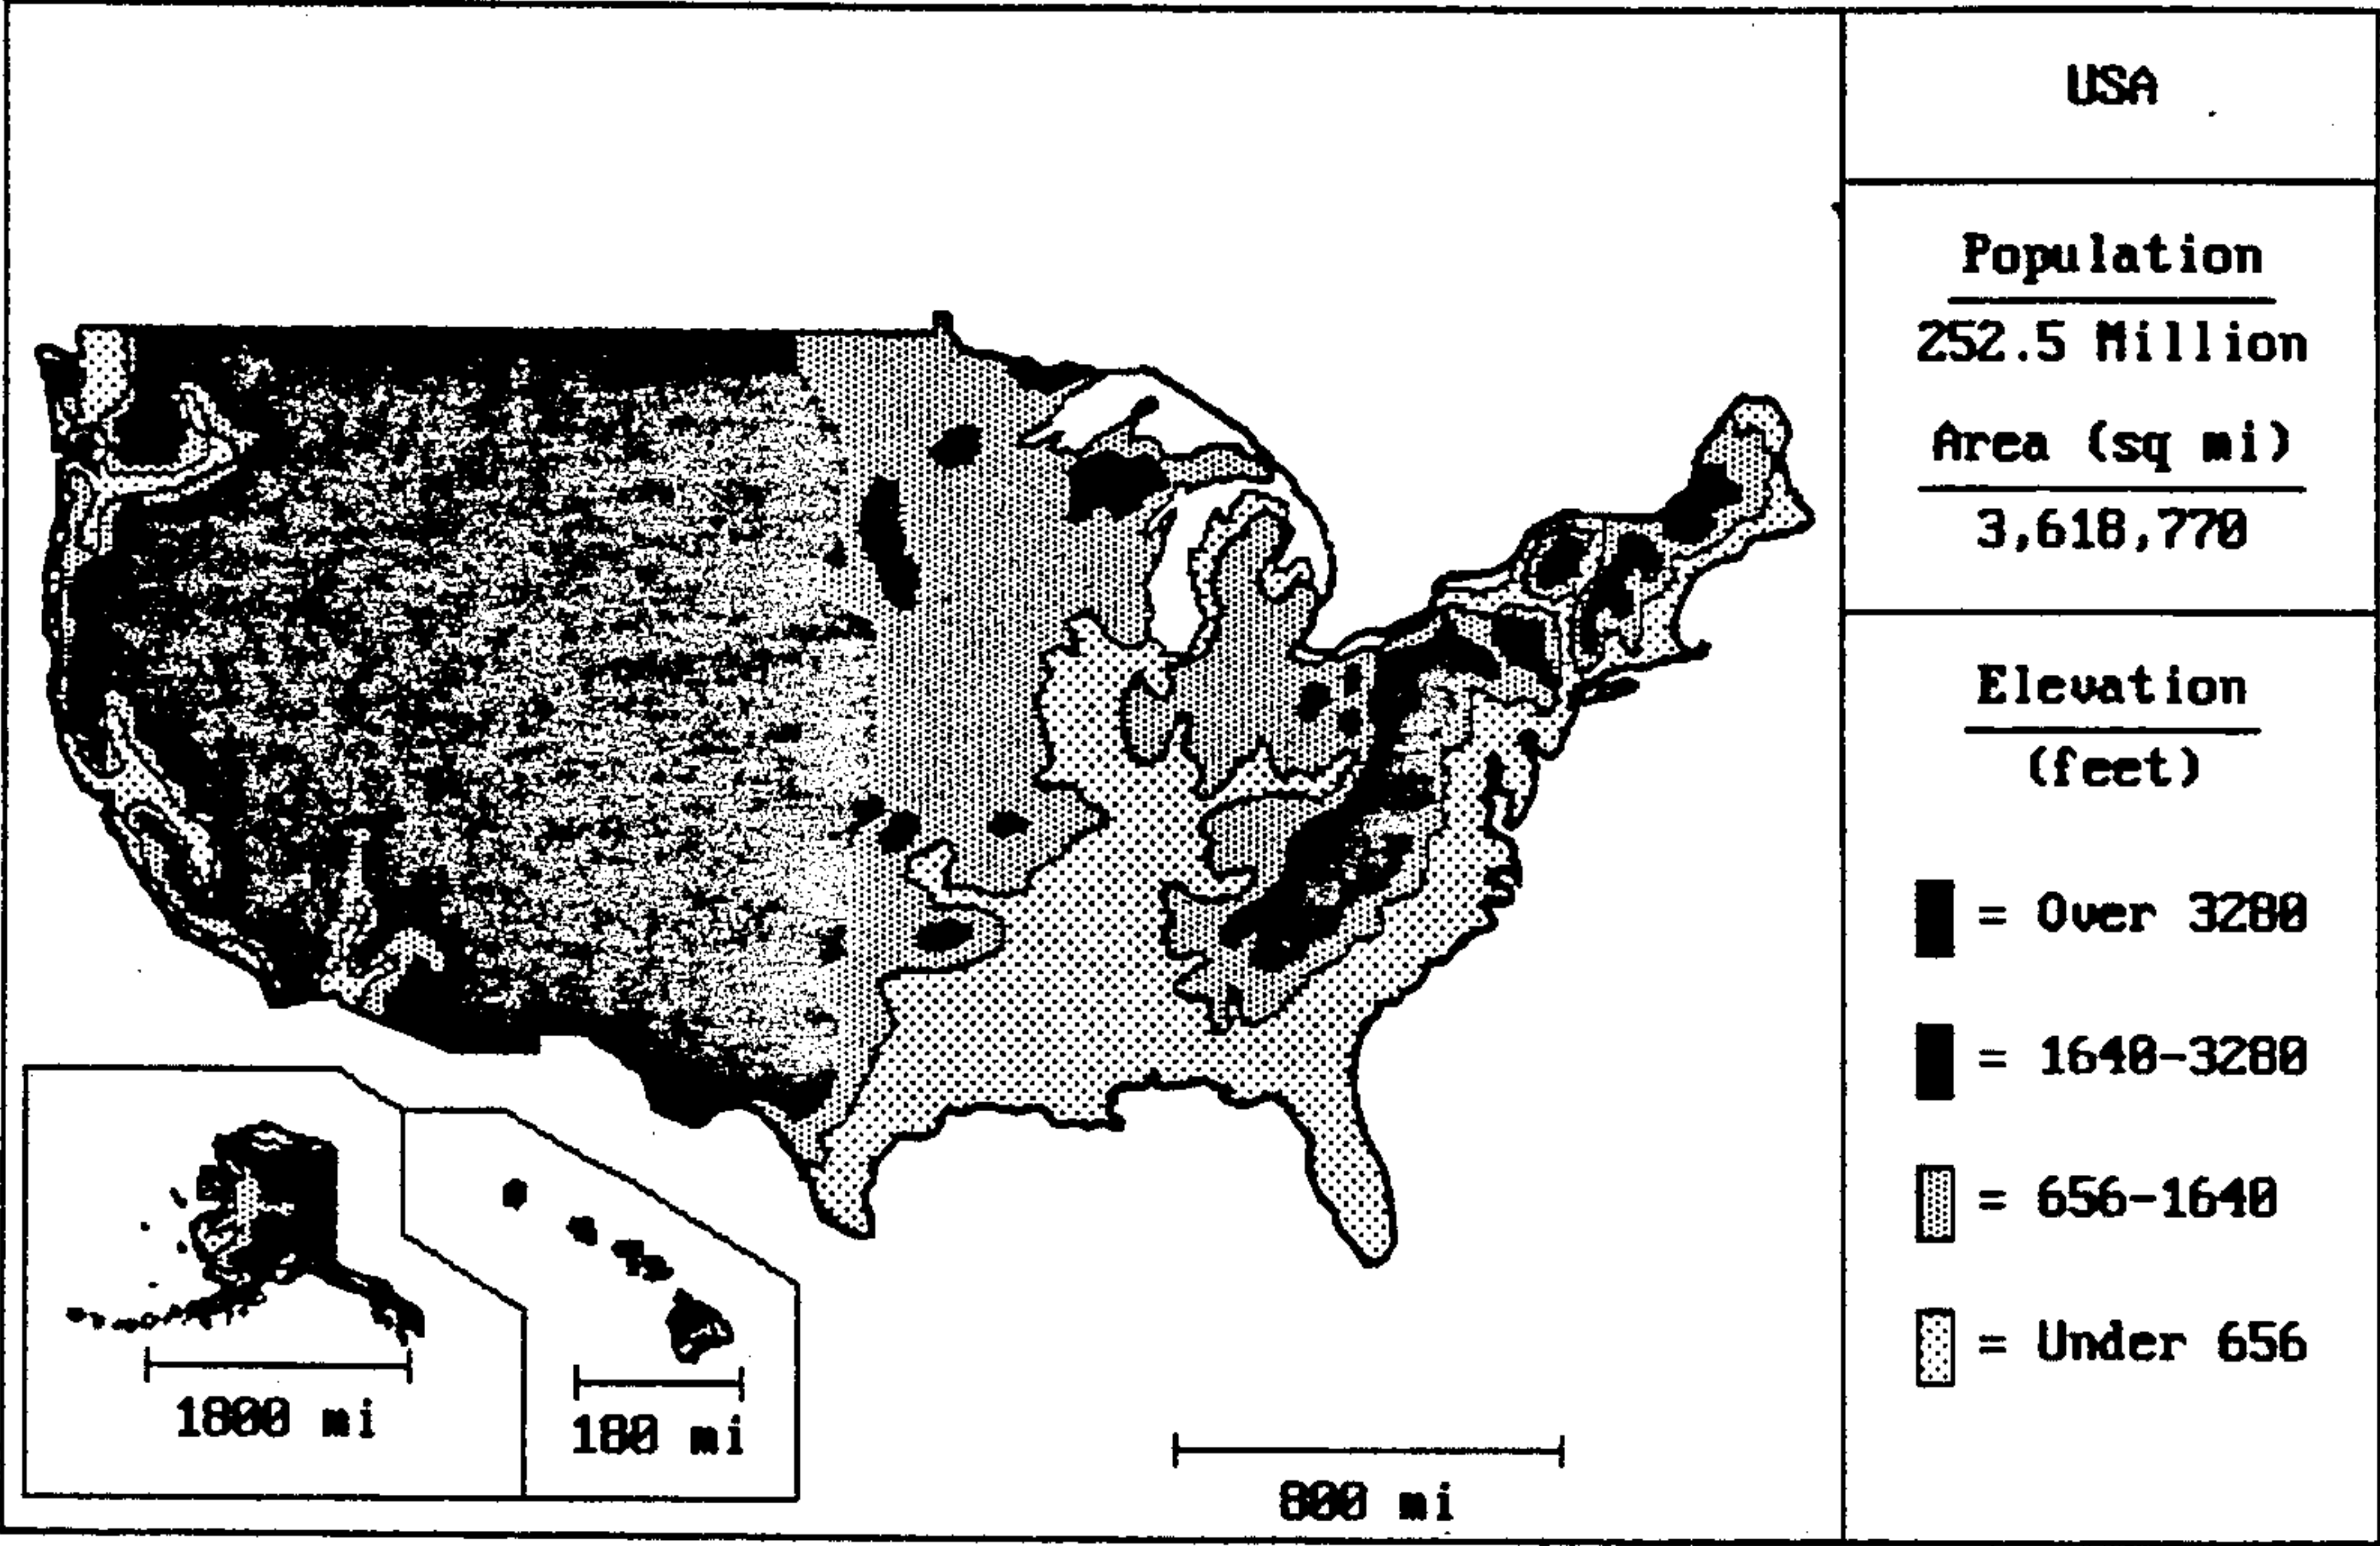 USA
Population
252.5 Million
Area (sq mi)
3,618,770
Elevation
(feet)
= Over 3280
= 1640-3280
= 656-1640
= Under 656
1800 mi
180 mi
800 mi